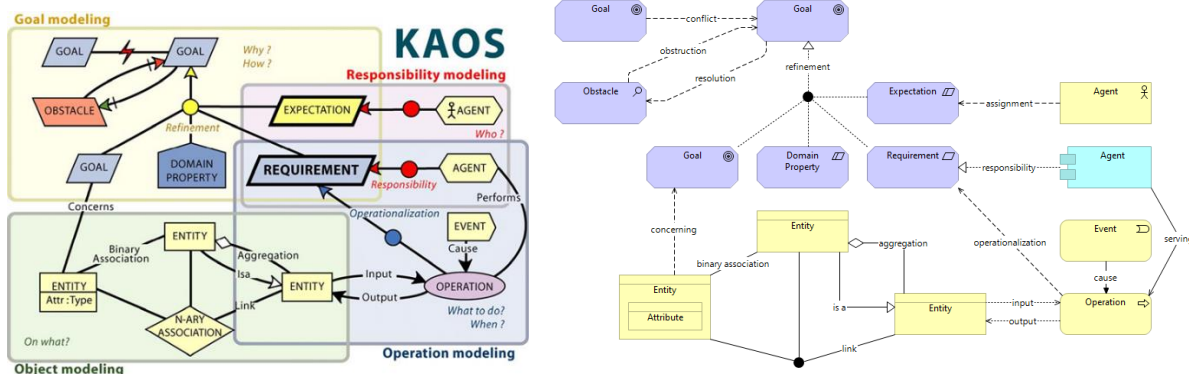 Goal modeling
KAOS
GOAL
GOAL
Why ?
How ?
Responsibility modeling
OBSTACLE
EXPECTATION
AGENT
Refinement
Who ?
GOAL
DOMAIN
PROPERTY
REQUIREMENT
AGENT
Responsibility
Performs
Concerns
Operationalization
EVENT
ENTITY
Binary
Association
Aggregation
Cause
Isa
Input
ENTITY
Attr :Type
ENTITY
OPERATION
Link
Output
N-ARY
ASSOCIATION
What to do?
When ?
On what?
Operation modeling
Object modeling
Goal
conflict
Goal
obstruction
refinement
resolution
Obstacle
Expectation
assignment
Agent
Goal
Domain
Property
Requirement
responsibility
Agent
concerning
Entity
Event
operationalization
aggregation
binary association
cause
Entity
Attribute
is a
Entity
input
output
Operation
link